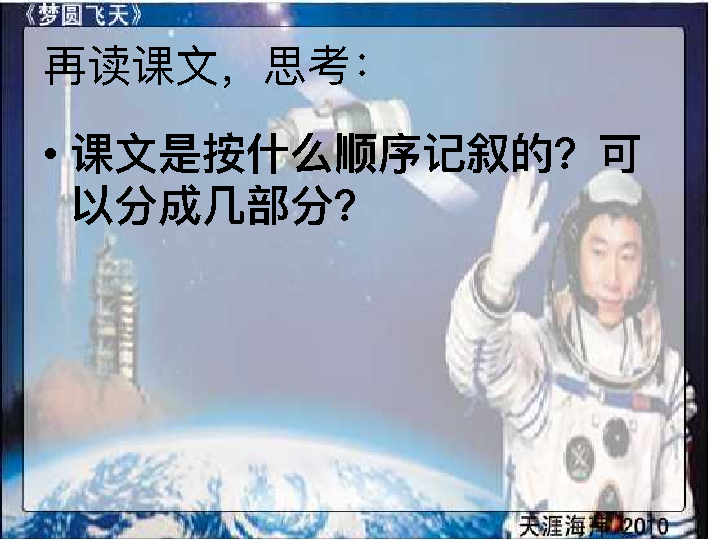 《梦圆飞天》
再读课文，思考：
• 课文是按什么顺序记叙的？可
以分成几部分？
天涯海 2010